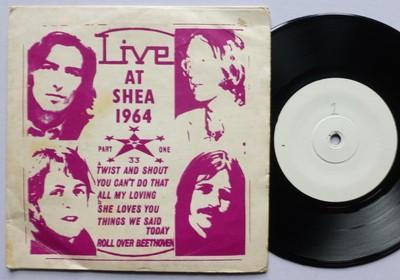 Live
AT
SHEA
1964
PART ONE
33
TWIST AND SHOUT
YOU CAN'T DO THAT
ALL MY LOVING
SHE LOVES YOU
THINGS WE SAID
TODAY
ROLL OVER BEETHOVEN
1